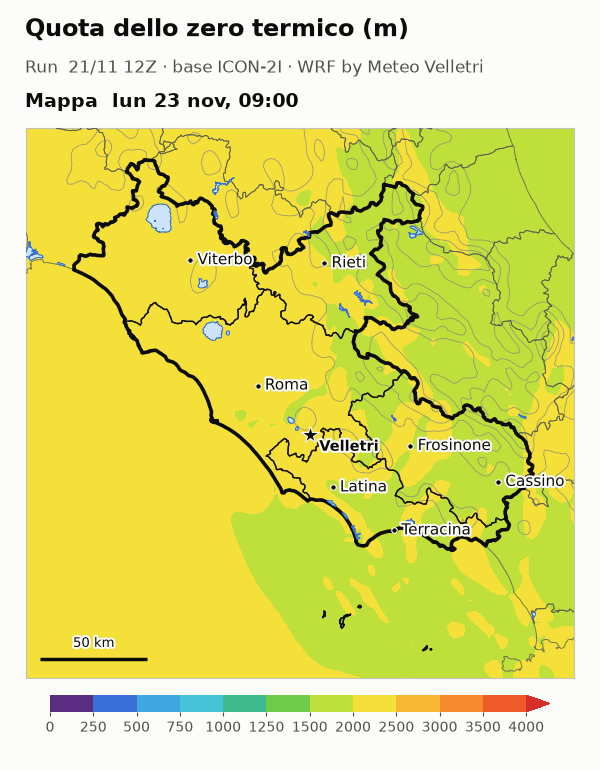 Quota dello zero termico (m)
Run 21/11 12Z · base ICON-2I · WRF by Meteo Velletri
Mappa lun 23 nov, 09:00
Viterbo
Rieti
Roma
Velletri
Frosinone
Cassino
Latina
Terracina
50 km
0 250 500 750 1000 1250 1500 2000 2500 3000 3500 4000